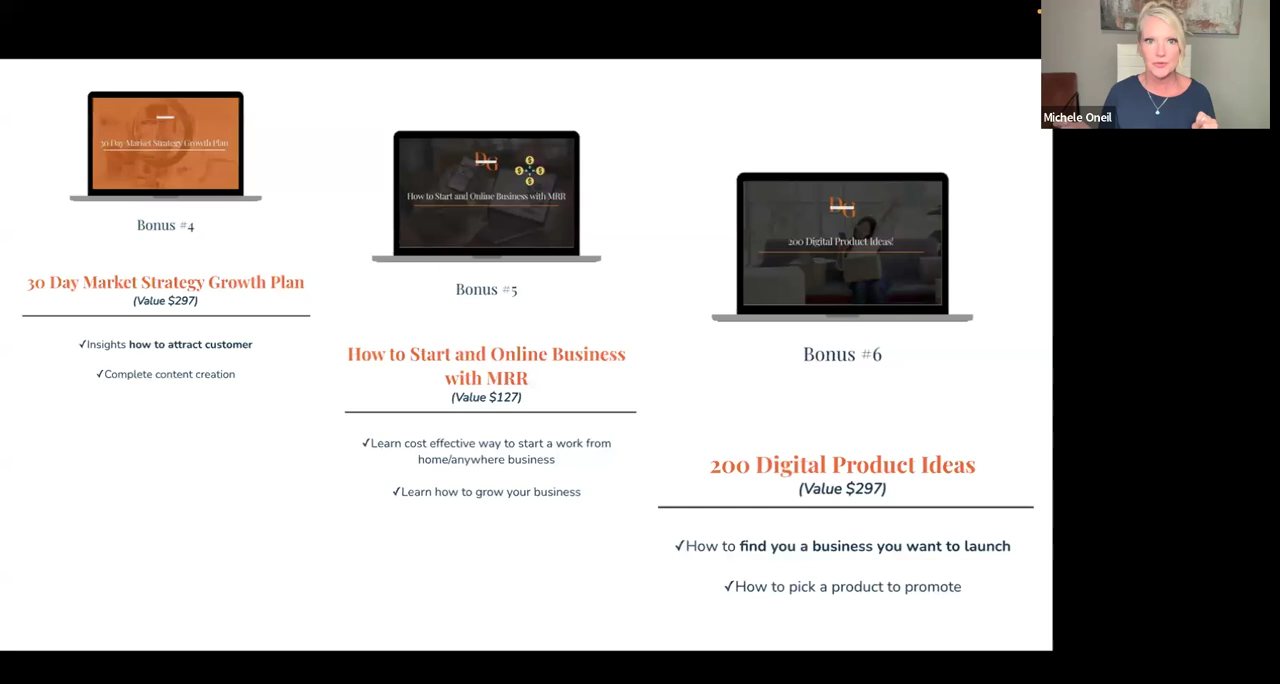 Michele Oneil
30 Day Market Strategy Growth Plan
Bonus #4
30 Day Market Strategy Growth Plan
(Value $297)
✓Insights how to attract customer
✓Complete content creation
DG
How to Start and Online Business with MRR
Bonus #5
How to Start and Online Business
with MRR
(Value $127)
✓Learn cost effective way to start a work from
home/anywhere business
✓Learn how to grow your business
DG
200 Digital Product Ideas!
Bonus #6
200 Digital Product Ideas
(Value $297)
✓How to find you a business you want to launch
✓How to pick a product to promote